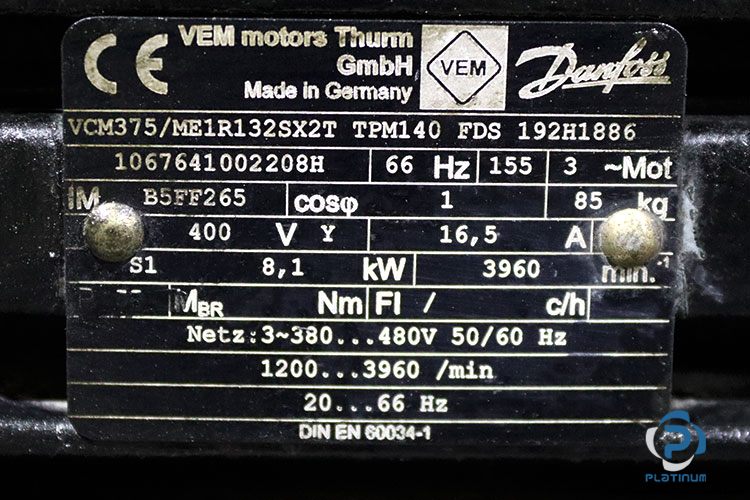 CE VEM motors Thurm
GmbH
Made in Germany
VEM
Danfoss
VCM375/ME1R132SX2T TPM140 FDS 192H1886
1067641002208H 66 Hz 155 3 ~Mot
IM B5FF265 cosφ 1 85 kg
400 V Y 16,5 A
S1 8,1 kW 3960 min.-1
MBR Nm FI / c/h
Netz:3~380...480V 50/60 Hz
1200...3960 /min
20...66 Hz
DIN EN 60034-1
PLATINUM